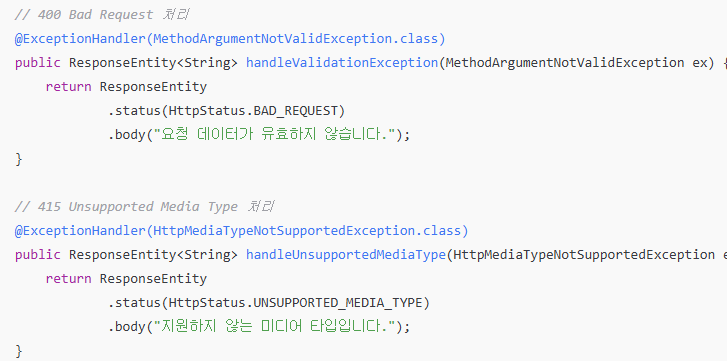 // 400 Bad Request 처리
@ExceptionHandler(MethodArgumentNotValidException.class)
public ResponseEntity<String> handleValidationException(MethodArgumentNotValidException ex) {
    return ResponseEntity
            .status(HttpStatus.BAD_REQUEST)
            .body("요청 데이터가 유효하지 않습니다.");
}

// 415 Unsupported Media Type 처리
@ExceptionHandler(HttpMediaTypeNotSupportedException.class)
public ResponseEntity<String> handleUnsupportedMediaType(HttpMediaTypeNotSupportedException e
    return ResponseEntity
            .status(HttpStatus.UNSUPPORTED_MEDIA_TYPE)
            .body("지원하지 않는 미디어 타입입니다.");
}